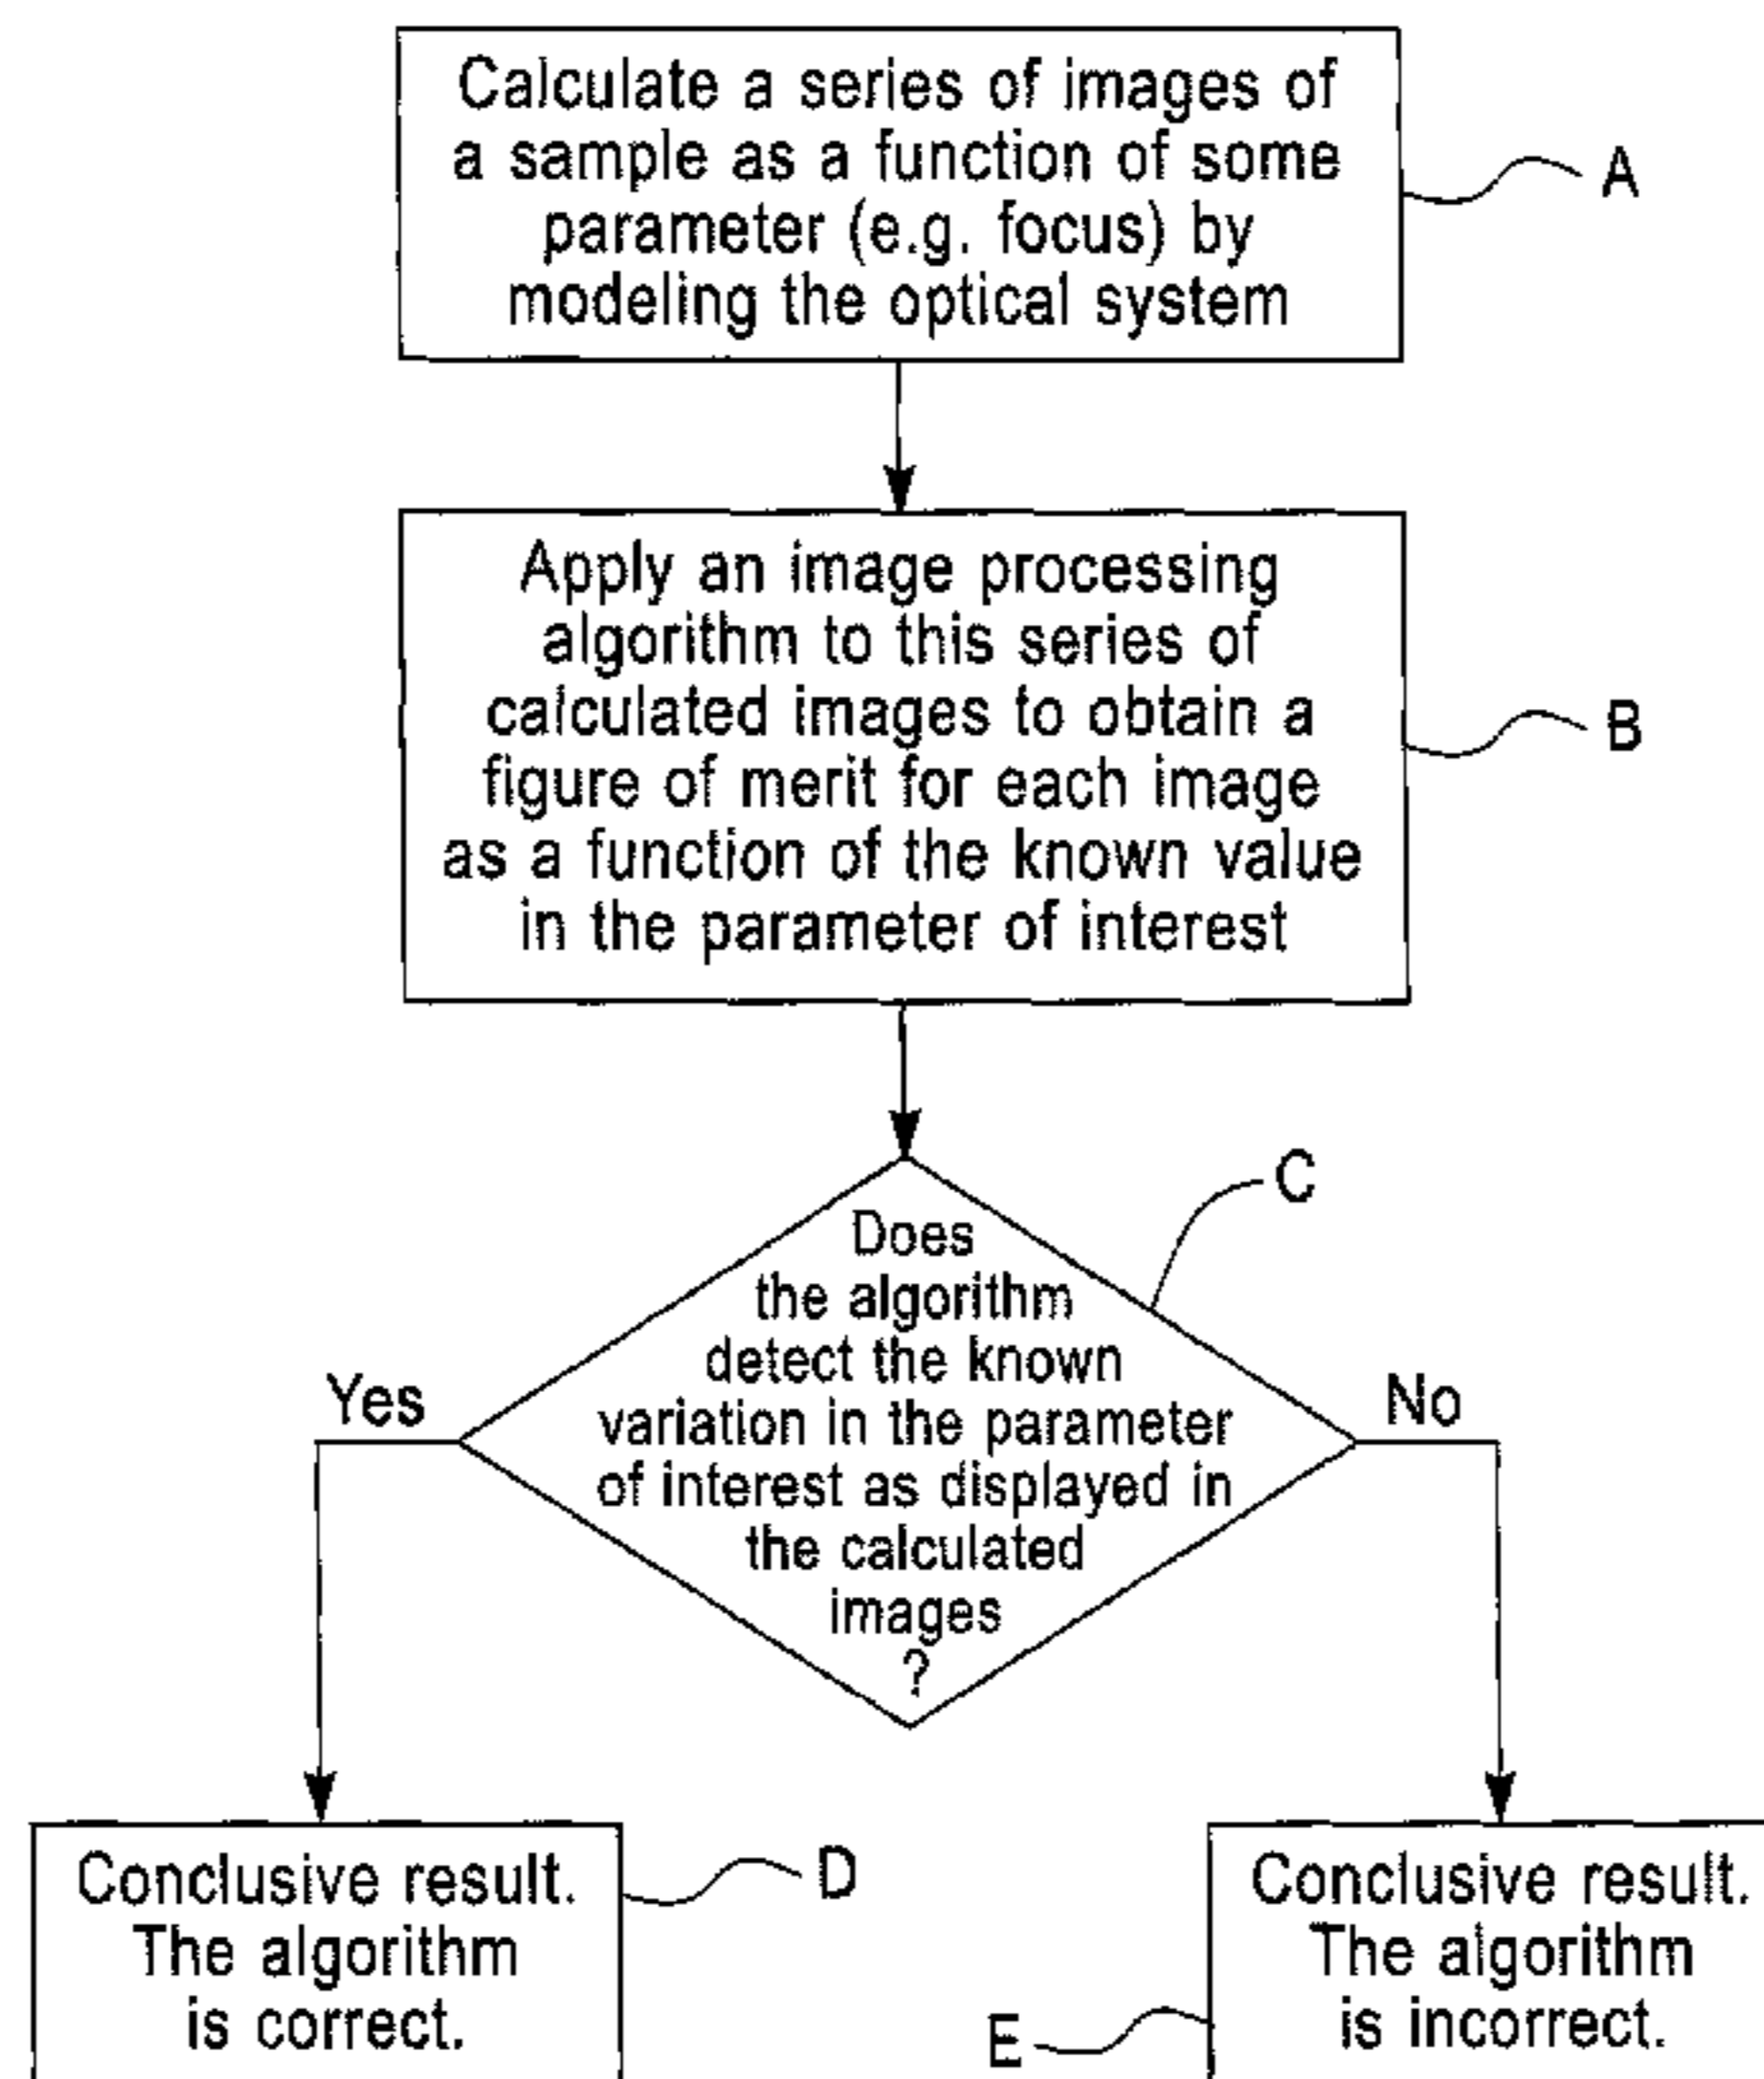 Calculate a series of images of
a sample as a function of some
parameter (e.g. focus) by
modeling the optical system
A
Apply an image processing
algorithm to this series of
calculated images to obtain a
figure of merit for each image
as a function of the known value
in the parameter of interest
B
C
Does
the algorithm
detect the known
variation in the parameter
of interest as displayed in
the calculated
images
?
Yes
No
Conclusive result.
The algorithm
is correct.
D
Conclusive result.
The algorithm
is incorrect.
E